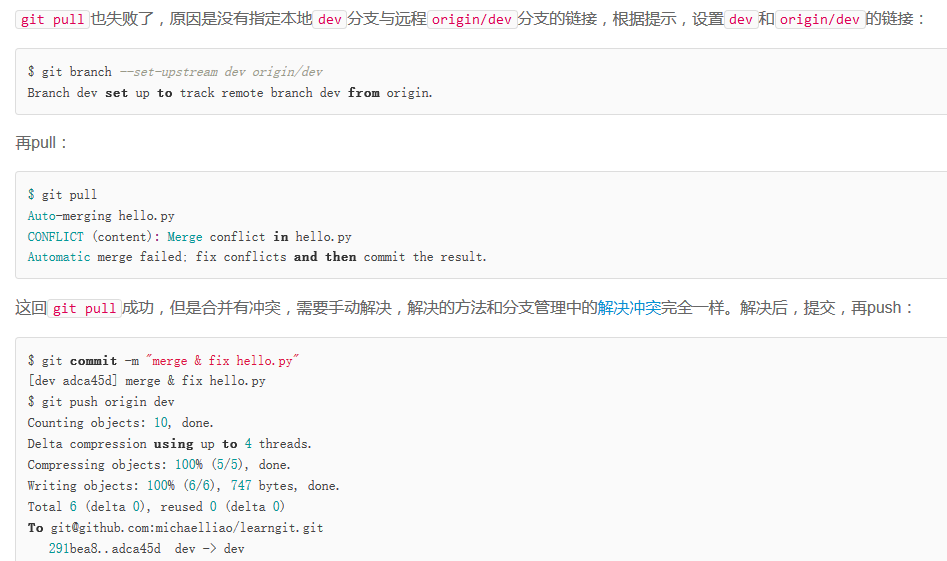 git pull也失败了，原因是没有指定本地dev分支与远程origin/dev分支的链接，根据提示，设置dev和origin/dev的链接：
$ git branch --set-upstream dev origin/dev
Branch dev set up to track remote branch dev from origin.
再pull：
$ git pull
Auto-merging hello.py
CONFLICT (content): Merge conflict in hello.py
Automatic merge failed; fix conflicts and then commit the result.
这回git pull成功，但是合并有冲突，需要手动解决，解决的方法和分支管理中的解决冲突完全一样。解决后，提交，再push：
$ git commit -m "merge & fix hello.py"
[dev adca45d] merge & fix hello.py
$ git push origin dev
Counting objects: 10, done.
Delta compression using up to 4 threads.
Compressing objects: 100% (5/5), done.
Writing objects: 100% (6/6), 747 bytes, done.
Total 6 (delta 0), reused 0 (delta 0)
To git@github.com:michaelliao/learngit.git
291bea8..adca45d  dev -> dev